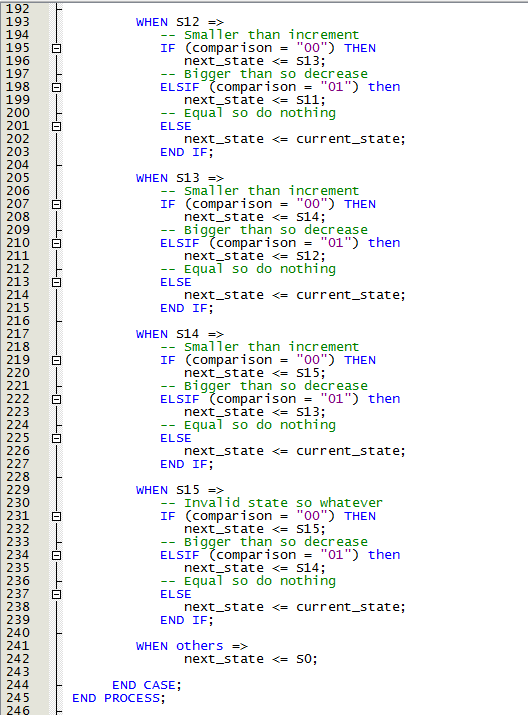 192
193 WHEN S12 =>
194 -- Smaller than increment
195 IF (comparison = "00") THEN
196 next_state <= S13;
197 -- Bigger than so decrease
198 ELSIF (comparison = "01") then
199 next_state <= S11;
200 -- Equal so do nothing
201 ELSE
202 next_state <= current_state;
203 END IF;
204
205 WHEN S13 =>
206 -- Smaller than increment
207 IF (comparison = "00") THEN
208 next_state <= S14;
209 -- Bigger than so decrease
210 ELSIF (comparison = "01") then
211 next_state <= S12;
212 -- Equal so do nothing
213 ELSE
214 next_state <= current_state;
215 END IF;
216
217 WHEN S14 =>
218 -- Smaller than increment
219 IF (comparison = "00") THEN
220 next_state <= S15;
221 -- Bigger than so decrease
222 ELSIF (comparison = "01") then
223 next_state <= S13;
224 -- Equal so do nothing
225 ELSE
226 next_state <= current_state;
227 END IF;
228
229 WHEN S15 =>
230 -- Invalid state so whatever
231 IF (comparison = "00") THEN
232 next_state <= S15;
233 -- Bigger than so decrease
234 ELSIF (comparison = "01") then
235 next_state <= S14;
236 -- Equal so do nothing
237 ELSE
238 next_state <= current_state;
239 END IF;
240
241 WHEN others =>
242 next_state <= S0;
243
244 END CASE;
245 END PROCESS;
246